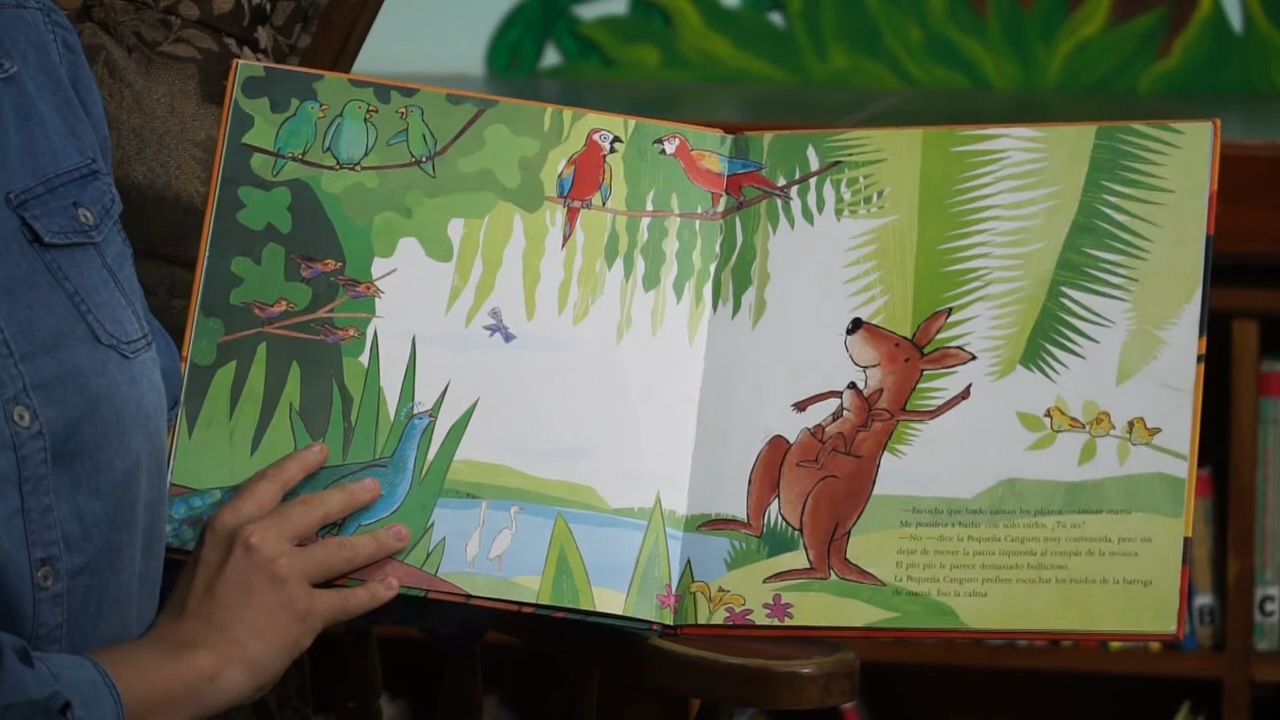 —Escucha qué lindo cantan los pájaros —insiste mamá—.
Me pondría a bailar con sólo oírlos. ¿Tú no?
—No —dice la Pequeña Canguro muy convencida, pero sin
dejar de mover la patita izquierda al compás de la música.
El pío pío le parece demasiado bullicioso.
La Pequeña Canguro prefiere escuchar los ruidos de la barriga
de mamá. Eso la calma.
B
C